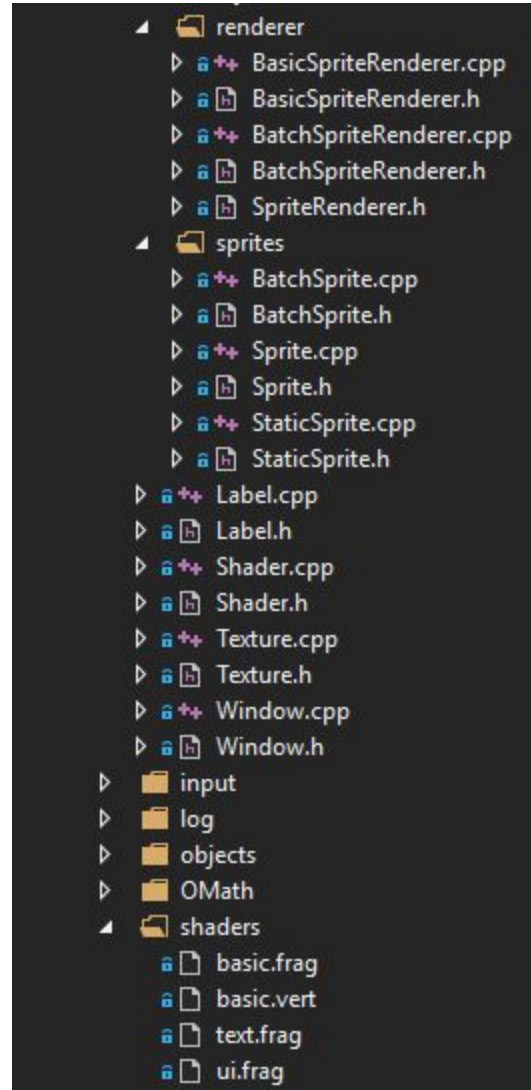 renderer
BasicSpriteRenderer.cpp
BasicSpriteRenderer.h
BatchSpriteRenderer.cpp
BatchSpriteRenderer.h
SpriteRenderer.h
sprites
BatchSprite.cpp
BatchSprite.h
Sprite.cpp
Sprite.h
StaticSprite.cpp
StaticSprite.h
Label.cpp
Label.h
Shader.cpp
Shader.h
Texture.cpp
Texture.h
Window.cpp
Window.h
input
log
objects
OMath
shaders
basic.frag
basic.vert
text.frag
ui.frag